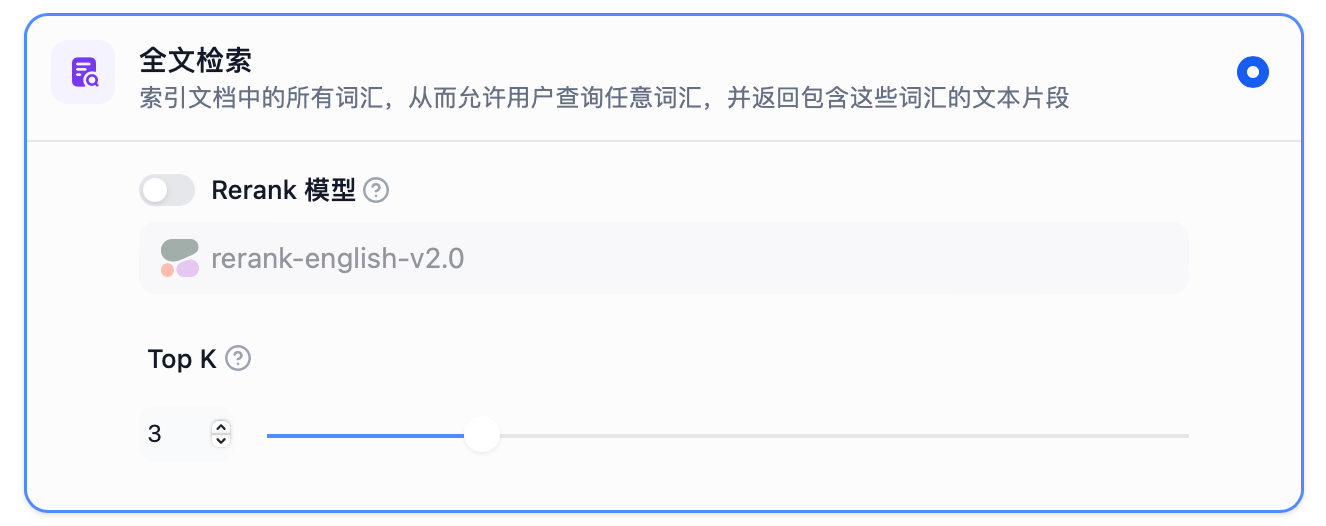 全文检索
索引文档中的所有词汇，从而允许用户查询任意词汇，并返回包含这些词汇的文本片段
Rerank 模型
rerank-english-v2.0
Top K
3